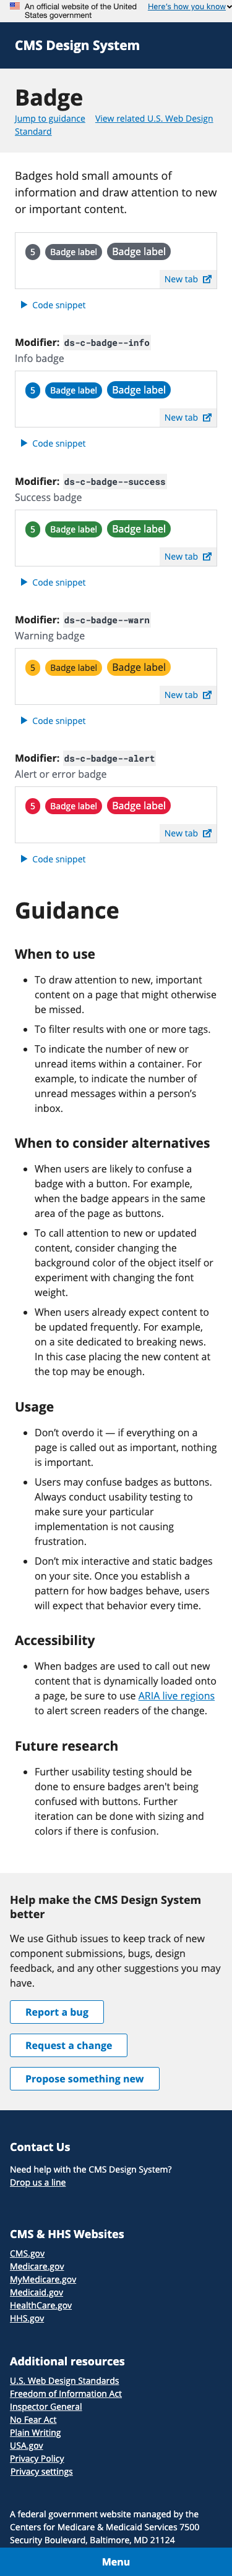 An official website of the United States government
Here's how you know
CMS Design System
Badge
Jump to guidance View related U.S. Web Design
Standard
Badges hold small amounts of
information and draw attention to new
or important content.
5 Badge label Badge label
New tab
Code snippet
Modifier: ds-c-badge--info
Info badge
5 Badge label Badge label
New tab
Code snippet
Modifier: ds-c-badge--success
Success badge
5 Badge label Badge label
New tab
Code snippet
Modifier: ds-c-badge--warn
Warning badge
5 Badge label Badge label
New tab
Code snippet
Modifier: ds-c-badge--alert
Alert or error badge
5 Badge label Badge label
New tab
Code snippet
Guidance
When to use
• To draw attention to new, important
content on a page that might otherwise
be missed.
• To filter results with one or more tags.
• To indicate the number of new or
unread items within a container. For
example, to indicate the number of
unread messages within a person's
inbox.
When to consider alternatives
• When users are likely to confuse a
badge with a button. For example,
when the badge appears in the same
area of the page as buttons.
• To call attention to new or updated
content, consider changing the
background color of the object itself or
experiment with changing the font
weight.
• When users already expect content to
be updated frequently. For example,
on a site dedicated to breaking news.
In this case placing the new content at
the top may be enough.
Usage
• Don’t overdo it — if everything on a
page is called out as important, nothing
is important.
• Users may confuse badges as buttons.
Always conduct usability testing to
make sure your particular
implementation is not causing
frustration.
• Don’t mix interactive and static badges
on your site. Once you establish a
pattern for how badges behave, users
will expect that behavior every time.
Accessibility
• When badges are used to call out new
content that is dynamically loaded onto
a page, be sure to use ARIA live regions
to alert screen readers of the change.
Future research
• Further usability testing should be
done to ensure badges aren't being
confused with buttons. Further
iteration can be done with sizing and
colors if there is confusion.
Help make the CMS Design System
better
We use Github issues to keep track of new
component submissions, bugs, design
feedback, and any other suggestions you may
have.
Report a bug
Request a change
Propose something new
Contact Us
Need help with the CMS Design System?
Drop us a line
CMS & HHS Websites
CMS.gov
Medicare.gov
MyMedicare.gov
Medicaid.gov
HealthCare.gov
HHS.gov
Additional resources
U.S. Web Design Standards
Freedom of Information Act
Inspector General
No Fear Act
Plain Writing
USA.gov
Privacy Policy
Privacy settings
A federal government website managed by the
Centers for Medicare & Medicaid Services 7500
Security Boulevard, Baltimore, MD 21124
Menu